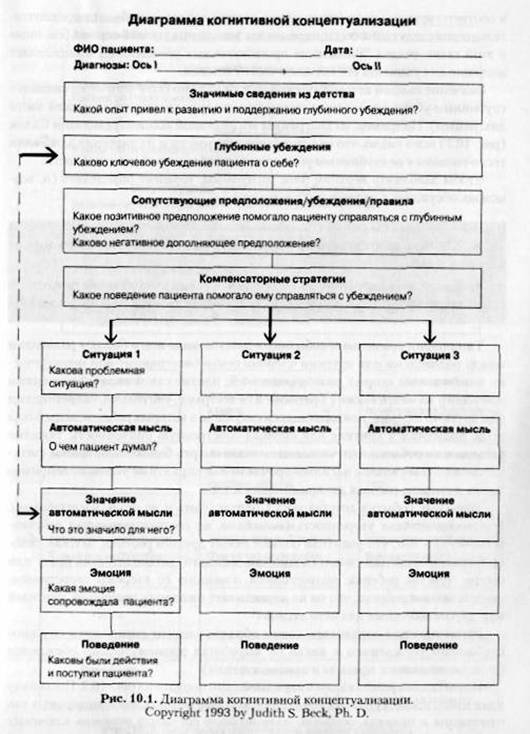 Диаграмма когнитивной концептуализации
ФИО пациента: Дата:
Диагнозы: Ось I , Ось II
Значимые сведения из детства
Какой опыт привел к развитию и поддержанию глубинного убеждения?
Глубинные убеждения
Каково ключевое убеждение пациента о себе?
Сопутствующие предположения/убеждения/правила
Какое позитивное предположение помогало пациенту справляться с глубинным
убеждением?
Каково негативное дополняющее предположение?
Компенсаторные стратегии
Какое поведение пациента помогало ему справляться с убеждением?
Ситуация 1
Какова проблемная
ситуация?
Ситуация 2
Ситуация 3
Автоматическая мысль
О чем пациент думал?
Автоматическая мысль
Автоматическая мысль
Значение
автоматической мысли
Что это значило для него?
Значение
автоматической мысли
Значение
автоматической мысли
Эмоция
Какая эмоция
сопровождала пациента?
Эмоция
Эмоция
Поведение
Каковы были действия
и поступки пациента?
Поведение
Поведение
Рис. 10.1. Диаграмма когнитивной концептуализации.
Copyright 1993 by Judith S. Beck, Ph. D.